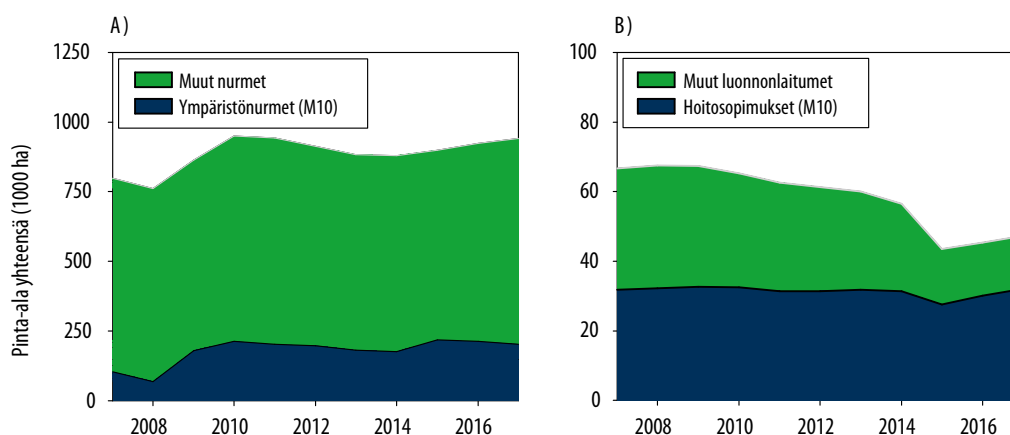 A)
Pinta-ala yhteensä (1000 ha)
1250
1000
750
500
250
0
Muut nurmet
Ympäristönurmet (M10)
2008 2010 2012 2014 2016
B)
100
80
60
40
20
0
Muut luonnonlaitumet
Hoitosopimukset (M10)
2008 2010 2012 2014 2016